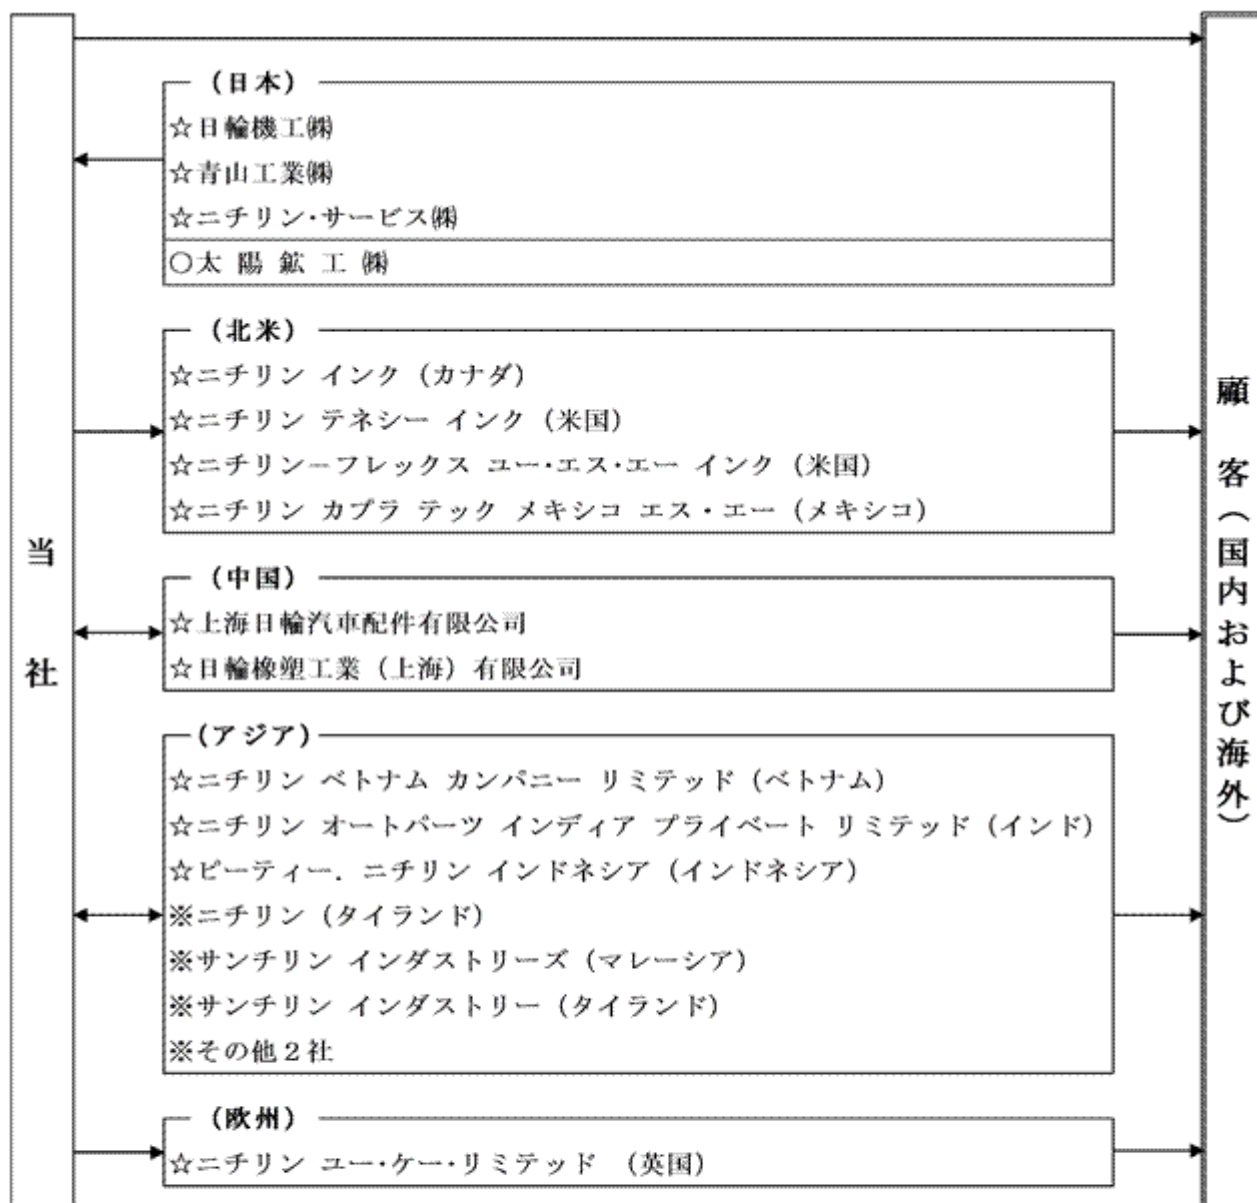 当社
（日本）
☆日輪機工㈱
☆青山工業㈱
☆ニチリン・サービス㈱
○太 陽 鉱 工 ㈱
（北米）
☆ニチリン インク（カナダ）
☆ニチリン テネシー インク（米国）
☆ニチリン－フレックス ユー・エス・エー インク（米国）
☆ニチリン カプラ テック メキシコ エス・エー（メキシコ）
（中国）
☆上海日輪汽車配件有限公司
☆日輪橡塑工業（上海）有限公司
（アジア）
☆ニチリン ベトナム カンパニー リミテッド（ベトナム）
☆ニチリン オートパーツ インディア プライベート リミテッド（インド）
☆ピーティー．ニチリン インドネシア（インドネシア）
※ニチリン（タイランド）
※サンチリン インダストリーズ（マレーシア）
※サンチリン インダストリー（タイランド）
※その他２社
（欧州）
☆ニチリン ユー・ケー・リミテッド （英国）
顧 客（国内および海外）